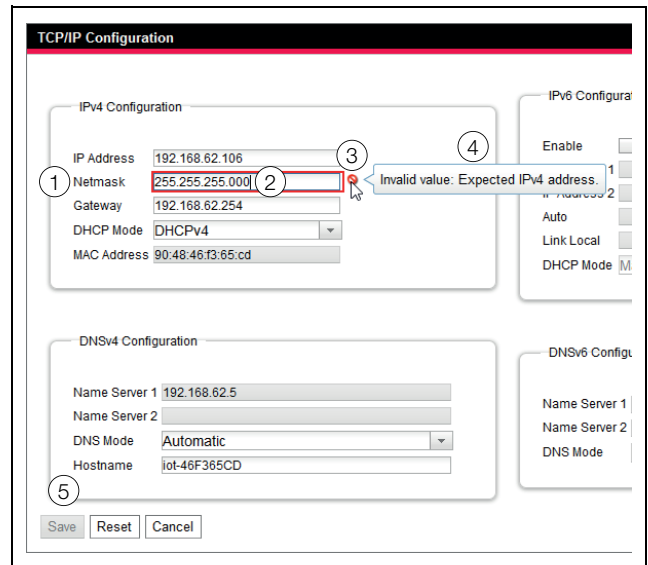 TCP/IP Configuration
IPv4 Configuration
IP Address 192.168.62.106
1 Netmask 255.255.255.000 2
3
4
Invalid value: Expected IPv4 address.
Gateway 192.168.62.254
DHCP Mode DHCPv4
MAC Address 90:48:46:f3:65:cd
IPv6 Configura
Enable
1
IP Address 2
Auto
Link Local
DHCP Mode M
DNSv4 Configuration
Name Server 1 192.168.62.5
Name Server 2
DNS Mode Automatic
Hostname iot-46F365CD
DNSv6 Configu
Name Server 1
Name Server 2
DNS Mode
5
Save Reset Cancel